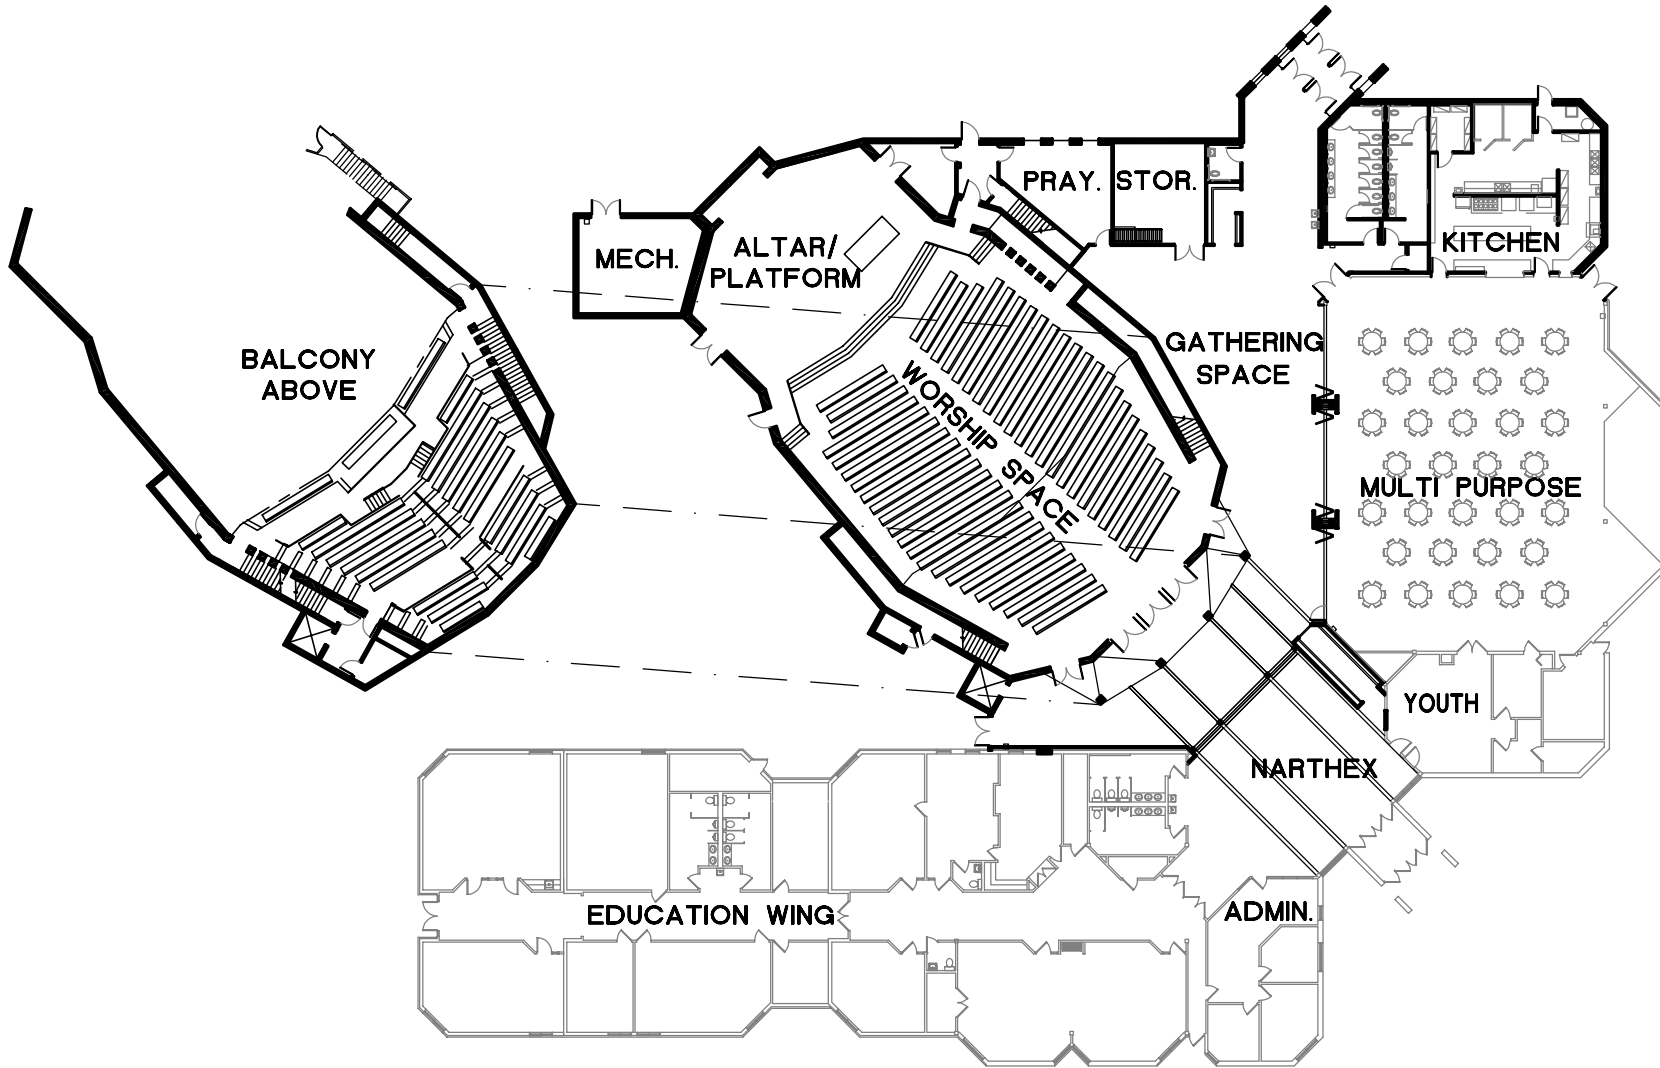 PRAY.
STOR.
MECH.
ALTAR/
PLATFORM
KITCHEN
BALCONY
ABOVE
GATHERING
SPACE
WORSHIP SPACE
MULTI PURPOSE
YOUTH
NARTHEX
EDUCATION WING
ADMIN.